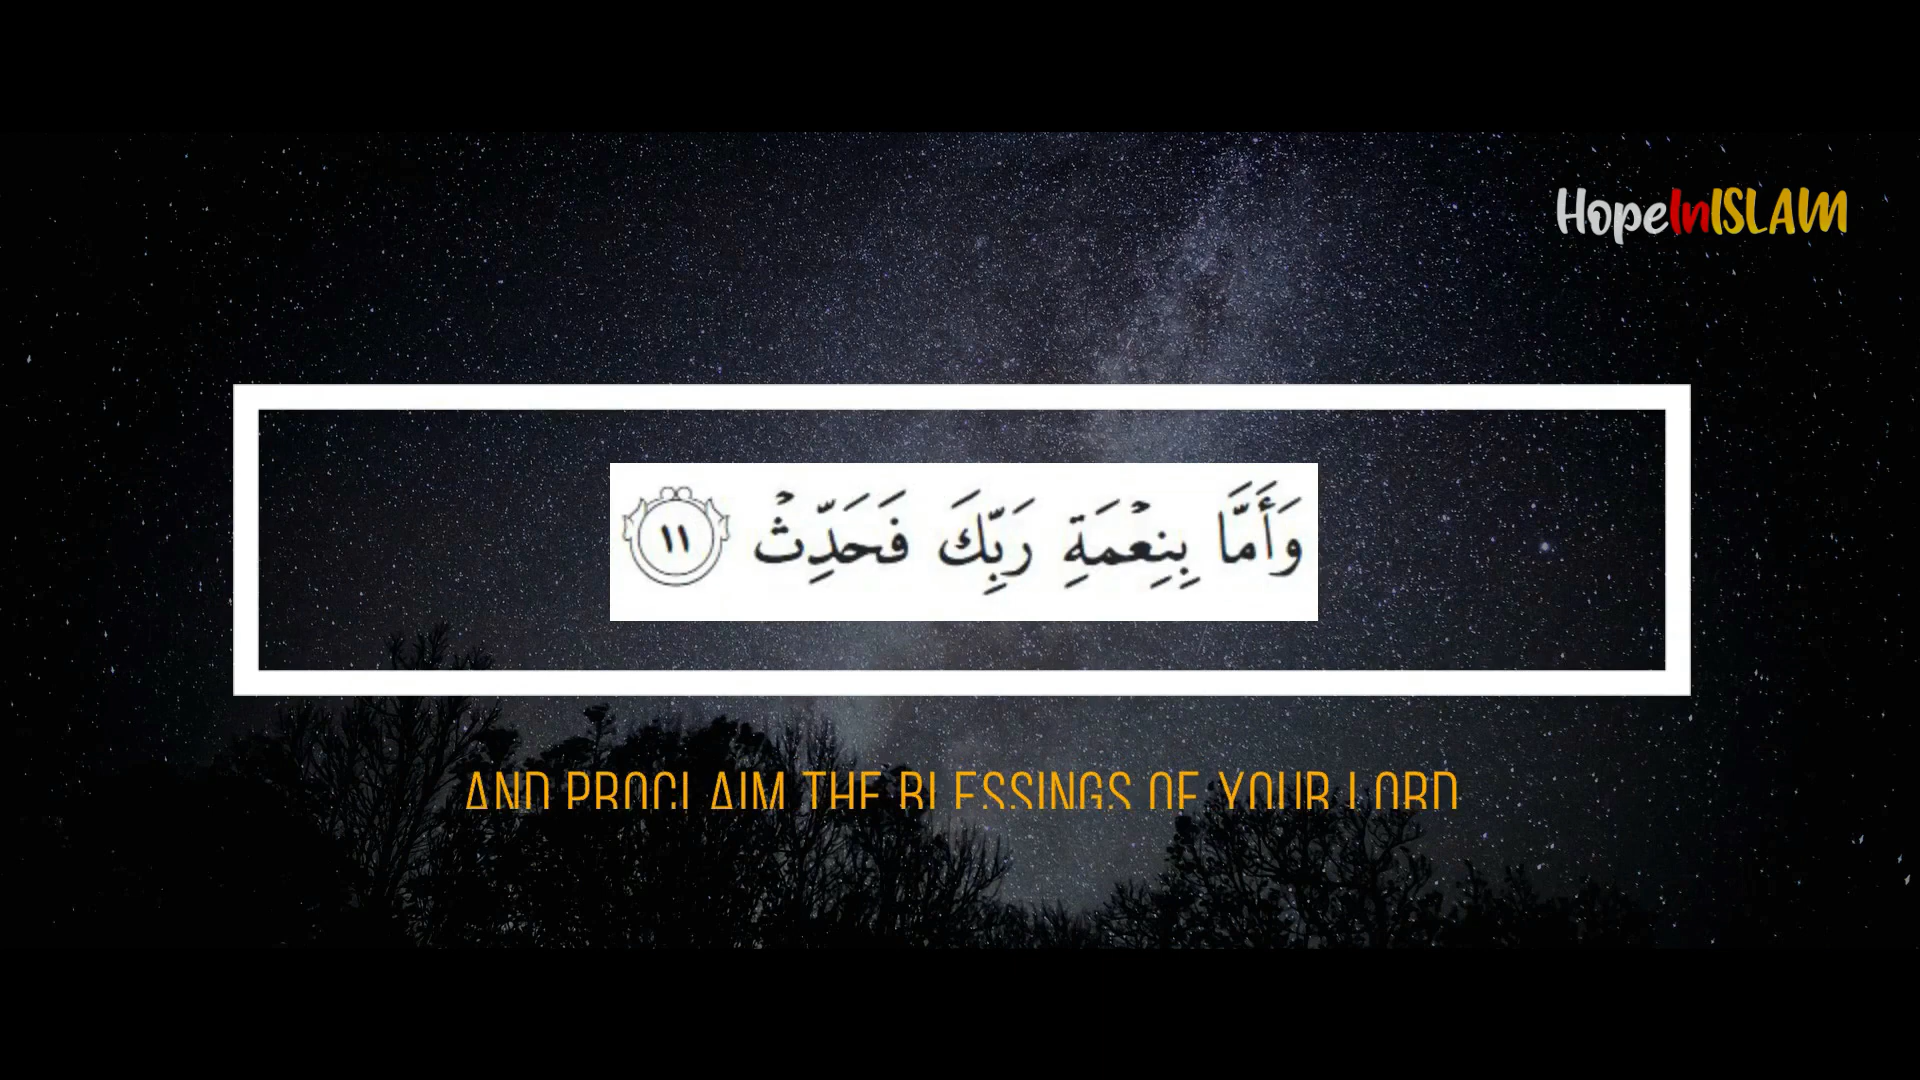 HopeInISLAM
وَأَمَّا بِنِعْمَةِ رَبِّكَ فَحَدِّثْ ١١
AND PROCLAIM THE BLESSINGS OF YOUR LORD